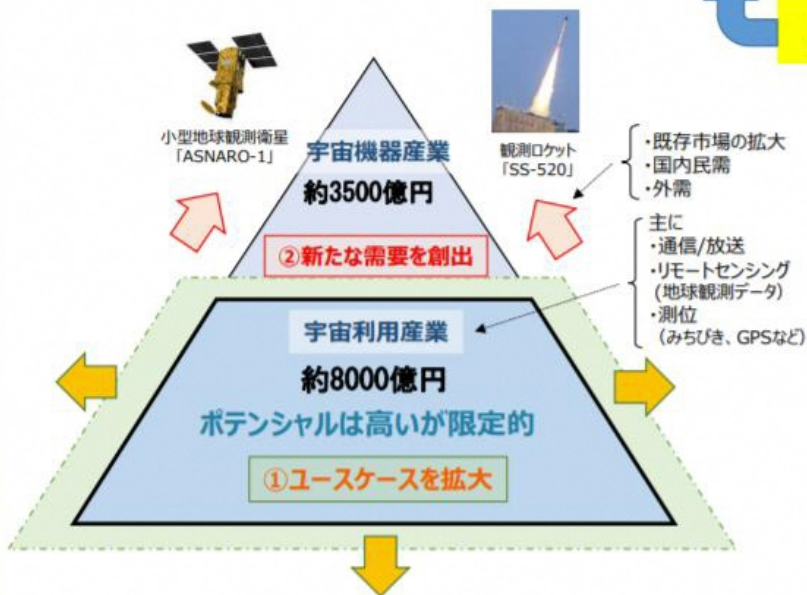 小型地球観測衛星
「ASNARO-1」
観測ロケット
「SS-520」
宇宙機器産業
約3500億円
②新たな需要を創出
・既存市場の拡大
・国内民需
・外需
主に
・通信/放送
・リモートセンシング
(地球観測データ)
・測位
(みちびき、GPSなど)
宇宙利用産業
約8000億円
ポテンシャルは高いが限定的
①ユースケースを拡大